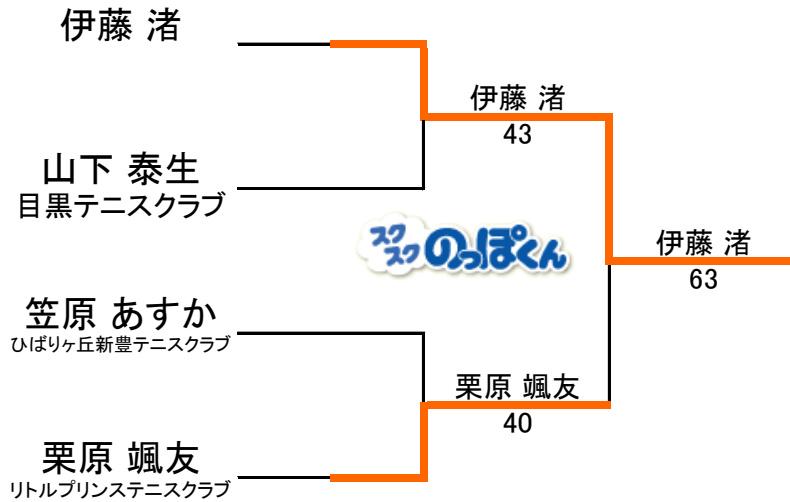 伊藤 渚
伊藤 渚
43
山下 泰生
目黒テニスクラブ
スク
スク のっぽくん
伊藤 渚
63
笠原 あすか
ひばりヶ丘新豊テニスクラブ
栗原 颯友
40
栗原 颯友
リトルプリンステニスクラブ